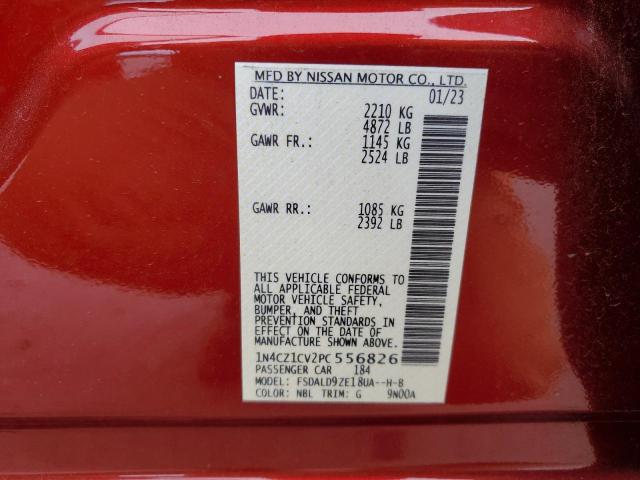 MFD BY NISSAN MOTOR CO., LTD.
DATE: 01/23
GVWR: 2210 KG
4872 LB
GAWR FR.: 1145 KG
2524 LB
GAWR RR.: 1085 KG
2392 LB
THIS VEHICLE CONFORMS TO
ALL APPLICABLE FEDERAL
MOTOR VEHICLE SAFETY,
BUMPER, AND THEFT
PREVENTION STANDARDS IN
EFFECT ON THE DATE OF
MANUFACTURE SHOWN ABOVE.
1N4CZ1CV2PC556826
PASSENGER CAR 184
MODEL: FSDALD9ZE18UA--H-B
COLOR: NBL TRIM: G 9N00A